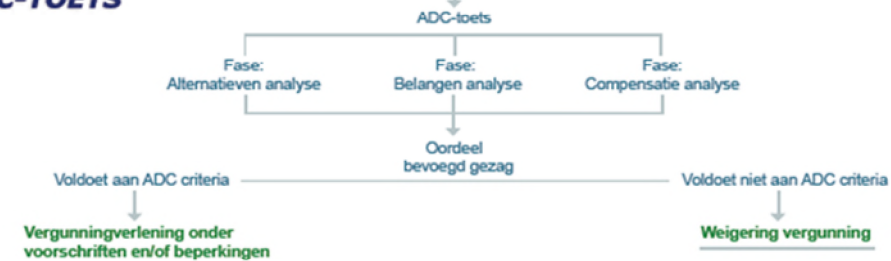 C-TOETS
ADC-toets
Fase:
Alternatieven analyse
Fase:
Belangen analyse
Fase:
Compensatie analyse
Oordeel
bevoegd gezag
Voldoet aan ADC criteria
Voldoet niet aan ADC criteria
Vergunningverlening onder
voorschriften en/of beperkingen
Weigering vergunning